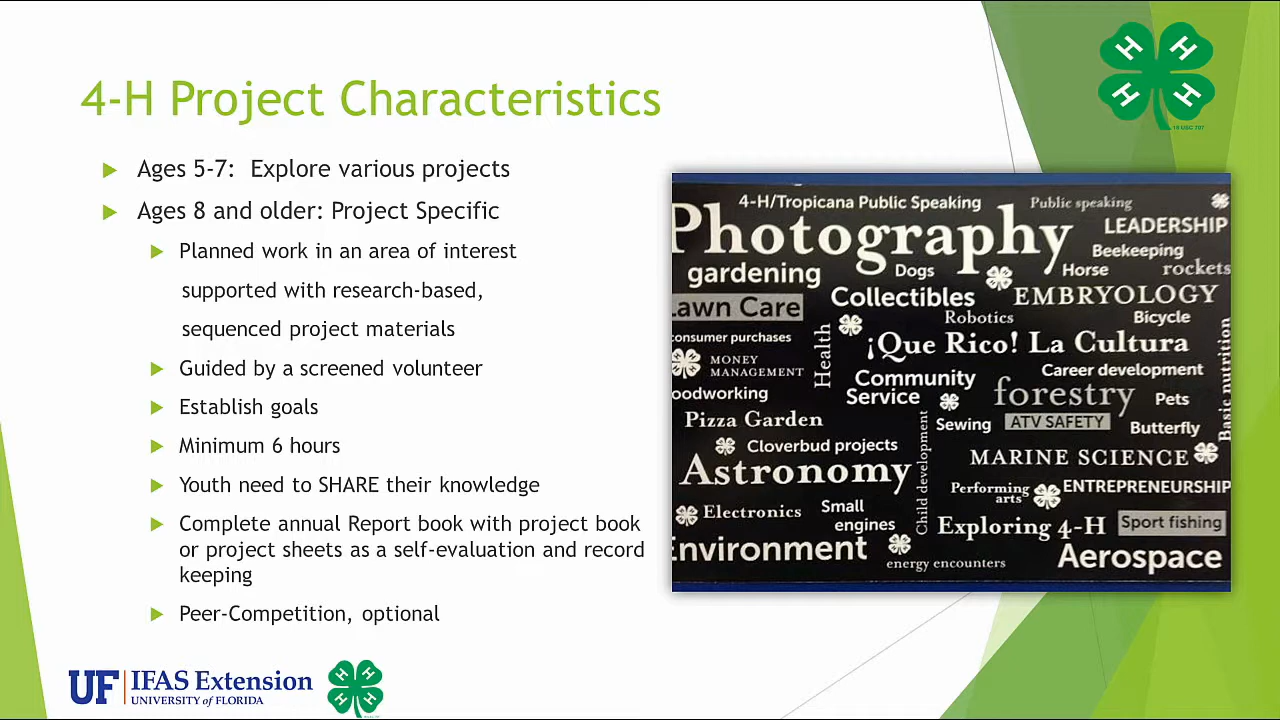 4-H Project Characteristics
Ages 5-7: Explore various projects
Ages 8 and older: Project Specific
Planned work in an area of interest
supported with research-based,
sequenced project materials
Guided by a screened volunteer
Establish goals
Minimum 6 hours
Youth need to SHARE their knowledge
Complete annual Report book with project book
or project sheets as a self-evaluation and record
keeping
Peer-Competition, optional
UF IFAS Extension
UNIVERSITY of FLORIDA
H H
H H
H H
H H
18 USC 707
4-H/Tropicana Public Speaking
Public speaking
Photography
LEADERSHIP
Beekeeping
gardening
Dogs
Horse
rockets
Lawn Care
Collectibles
EMBRYOLOGY
Robotics
Bicycle
consumer purchases
Health
¡Que Rico! La Cultura
MONEY
MANAGEMENT
Career development
Community
Service
forestry
Pets
Basic nutrition
oodworking
Pizza Garden
Sewing
ATV SAFETY
Butterfly
Cloverbud projects
Child development
MARINE SCIENCE
Astronomy
Performing
arts
ENTREPRENEURSHIP
Electronics
Small
engines
Exploring 4-H
Sport fishing
Environment
energy encounters
Aerospace